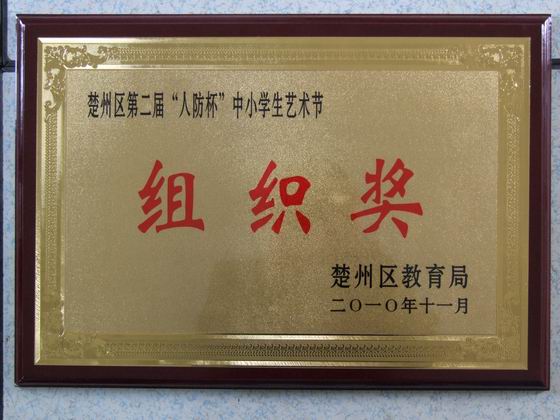 楚州区第二届“人防杯”中小学生艺术节
组织奖
楚州区教育局
二〇一〇年十一月